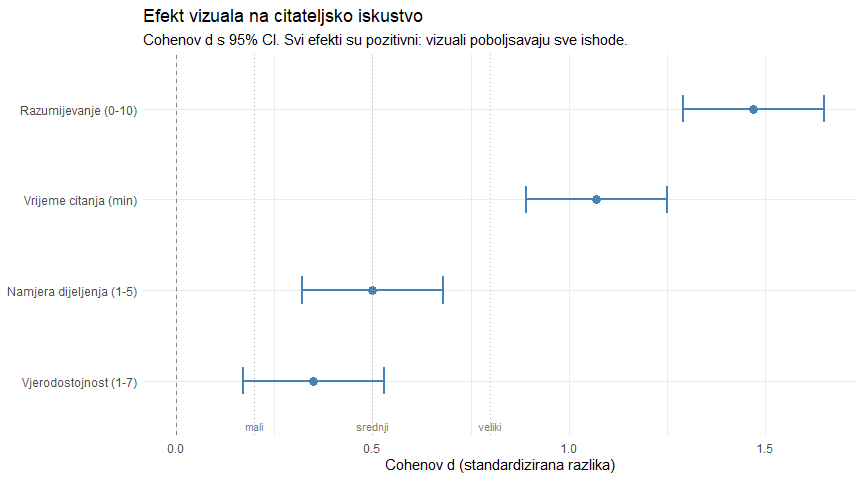 Efekt vizuala na citateljsko iskustvo
Cohenov d s 95% CI. Svi efekti su pozitivni: vizuali poboljsavaju sve ishode.
Razumijevanje (0-10)
Vrijeme citanja (min)
Namjera dijeljenja (1-5)
Vjerodostojnost (1-7)
mali srednji veliki
0.0 0.5 1.0 1.5
Cohenov d (standardizirana razlika)